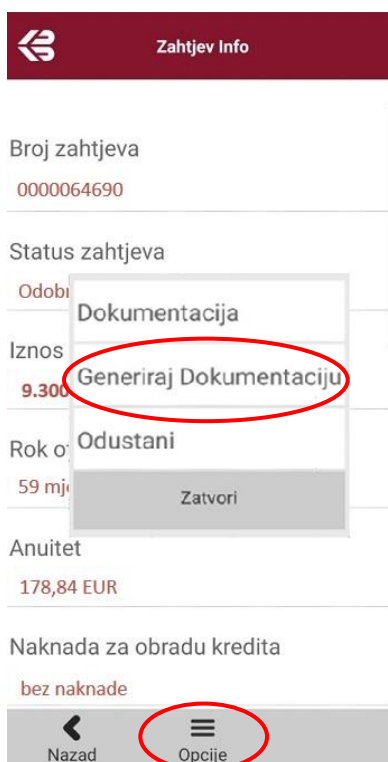 Zahtjev Info
Broj zahtjeva
0000064690
Status zahtjeva
Dokumentacija
Iznos
Generiraj Dokumentaciju
Rok
Odustani
59
Zatvori
Anuitet
178,84 EUR
Naknada za obradu kredita
bez naknade
Nazad
Opcije